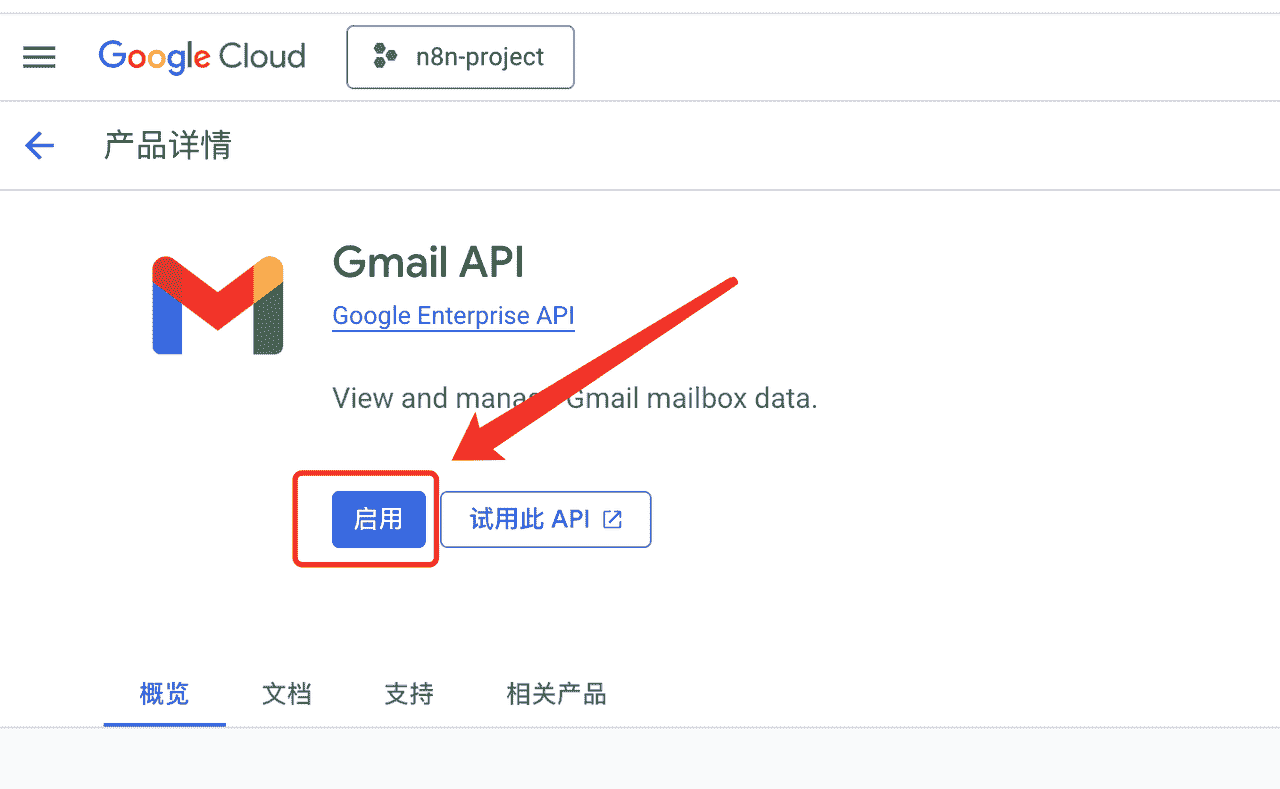 Google Cloud
n8n-project
产品详情
Gmail API
Google Enterprise API
View and manage Gmail mailbox data.
启用
试用此 API
概览
文档
支持
相关产品